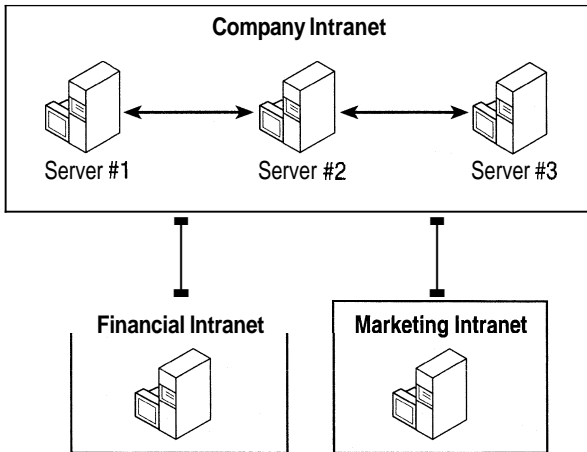 Company Intranet
Server #1
Server #2
Server #3
Financial Intranet
Marketing Intranet